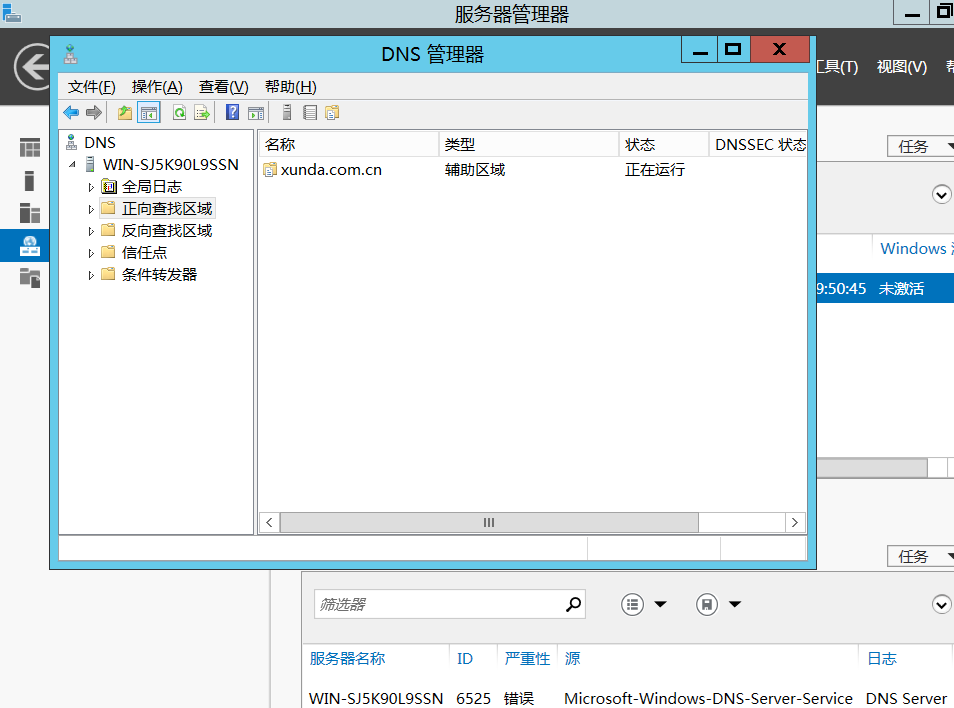 服务器管理器
DNS 管理器
工具(T) 视图(V)
文件(F) 操作(A) 查看(V) 帮助(H)
任务
DNS
WIN-SJ5K90L9SSN
全局日志
正向查找区域
反向查找区域
信任点
条件转发器
名称 类型 状态 DNSSEC 状态
xunda.com.cn 辅助区域 正在运行
Windows
9:50:45 未激活
任务
筛选器
服务器名称 ID 严重性 源 日志
WIN-SJ5K90L9SSN 6525 错误 Microsoft-Windows-DNS-Server-Service DNS Server